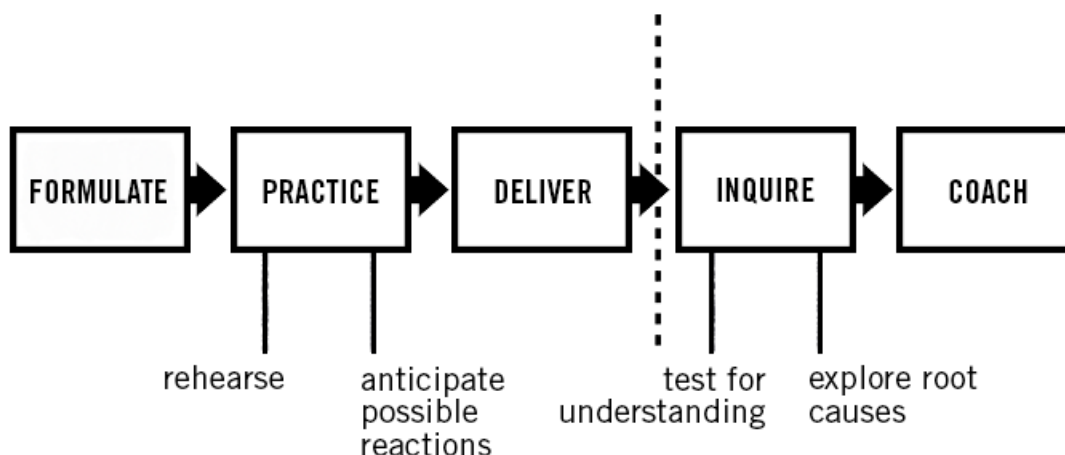 FORMULATE
PRACTICE
DELIVER
INQUIRE
COACH
rehearse
anticipate
possible
reactions
test for
understanding
explore root
causes